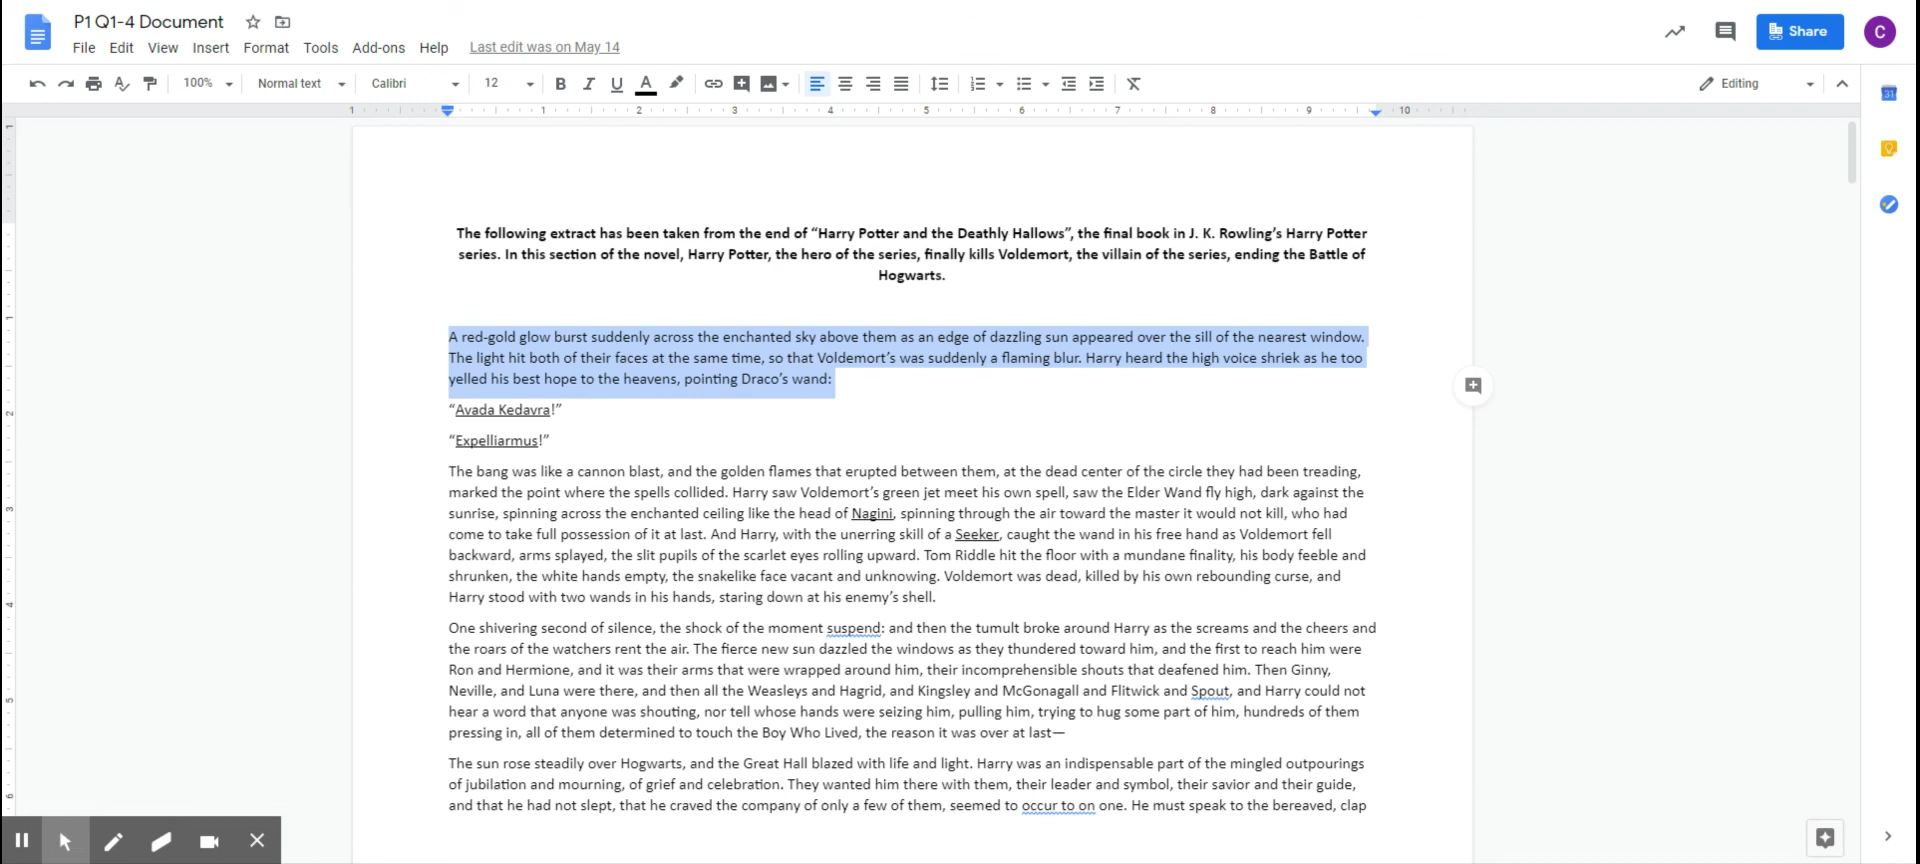 P1 Q1-4 Document
File Edit View Insert Format Tools Add-ons Help Last edit was on May 14
Share
C
100% Normal text Calibri 12 Editing
1 1 2 3 4 5 6 7 8 9 10
31
The following extract has been taken from the end of “Harry Potter and the Deathly Hallows”, the final book in J. K. Rowling’s Harry Potter
series. In this section of the novel, Harry Potter, the hero of the series, finally kills Voldemort, the villain of the series, ending the Battle of
Hogwarts.
A red-gold glow burst suddenly across the enchanted sky above them as an edge of dazzling sun appeared over the sill of the nearest window.
The light hit both of their faces at the same time, so that Voldemort’s was suddenly a flaming blur. Harry heard the high voice shriek as he too
yelled his best hope to the heavens, pointing Draco’s wand:
“Avada Kedavra!”
“Expelliarmus!”
The bang was like a cannon blast, and the golden flames that erupted between them, at the dead center of the circle they had been treading,
marked the point where the spells collided. Harry saw Voldemort’s green jet meet his own spell, saw the Elder Wand fly high, dark against the
sunrise, spinning across the enchanted ceiling like the head of Nagini, spinning through the air toward the master it would not kill, who had
come to take full possession of it at last. And Harry, with the unerring skill of a Seeker, caught the wand in his free hand as Voldemort fell
backward, arms splayed, the slit pupils of the scarlet eyes rolling upward. Tom Riddle hit the floor with a mundane finality, his body feeble and
shrunken, the white hands empty, the snakelike face vacant and unknowing. Voldemort was dead, killed by his own rebounding curse, and
Harry stood with two wands in his hands, staring down at his enemy’s shell.
One shivering second of silence, the shock of the moment suspend: and then the tumult broke around Harry as the screams and the cheers and
the roars of the watchers rent the air. The fierce new sun dazzled the windows as they thundered toward him, and the first to reach him were
Ron and Hermione, and it was their arms that were wrapped around him, their incomprehensible shouts that deafened him. Then Ginny,
Neville, and Luna were there, and then all the Weasleys and Hagrid, and Kingsley and McGonagall and Flitwick and Spout, and Harry could not
hear a word that anyone was shouting, nor tell whose hands were seizing him, pulling him, trying to hug some part of him, hundreds of them
pressing in, all of them determined to touch the Boy Who Lived, the reason it was over at last—
The sun rose steadily over Hogwarts, and the Great Hall blazed with life and light. Harry was an indispensable part of the mingled outpourings
of jubilation and mourning, of grief and celebration. They wanted him there with them, their leader and symbol, their savior and their guide,
and that he had not slept, that he craved the company of only a few of them, seemed to occur to on one. He must speak to the bereaved, clap